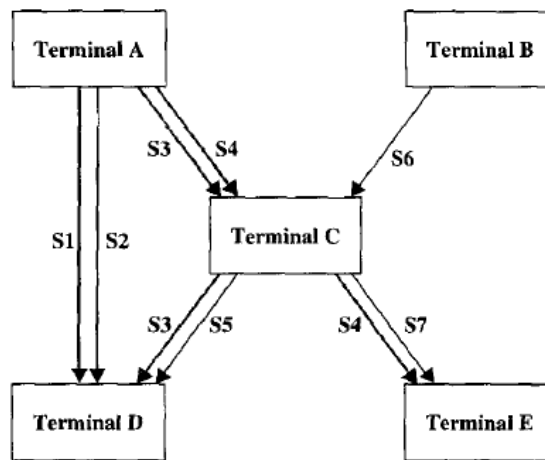 Terminal A
Terminal B
S3
S4
S6
S1
S2
Terminal C
S3
S5
S4
S7
Terminal D
Terminal E